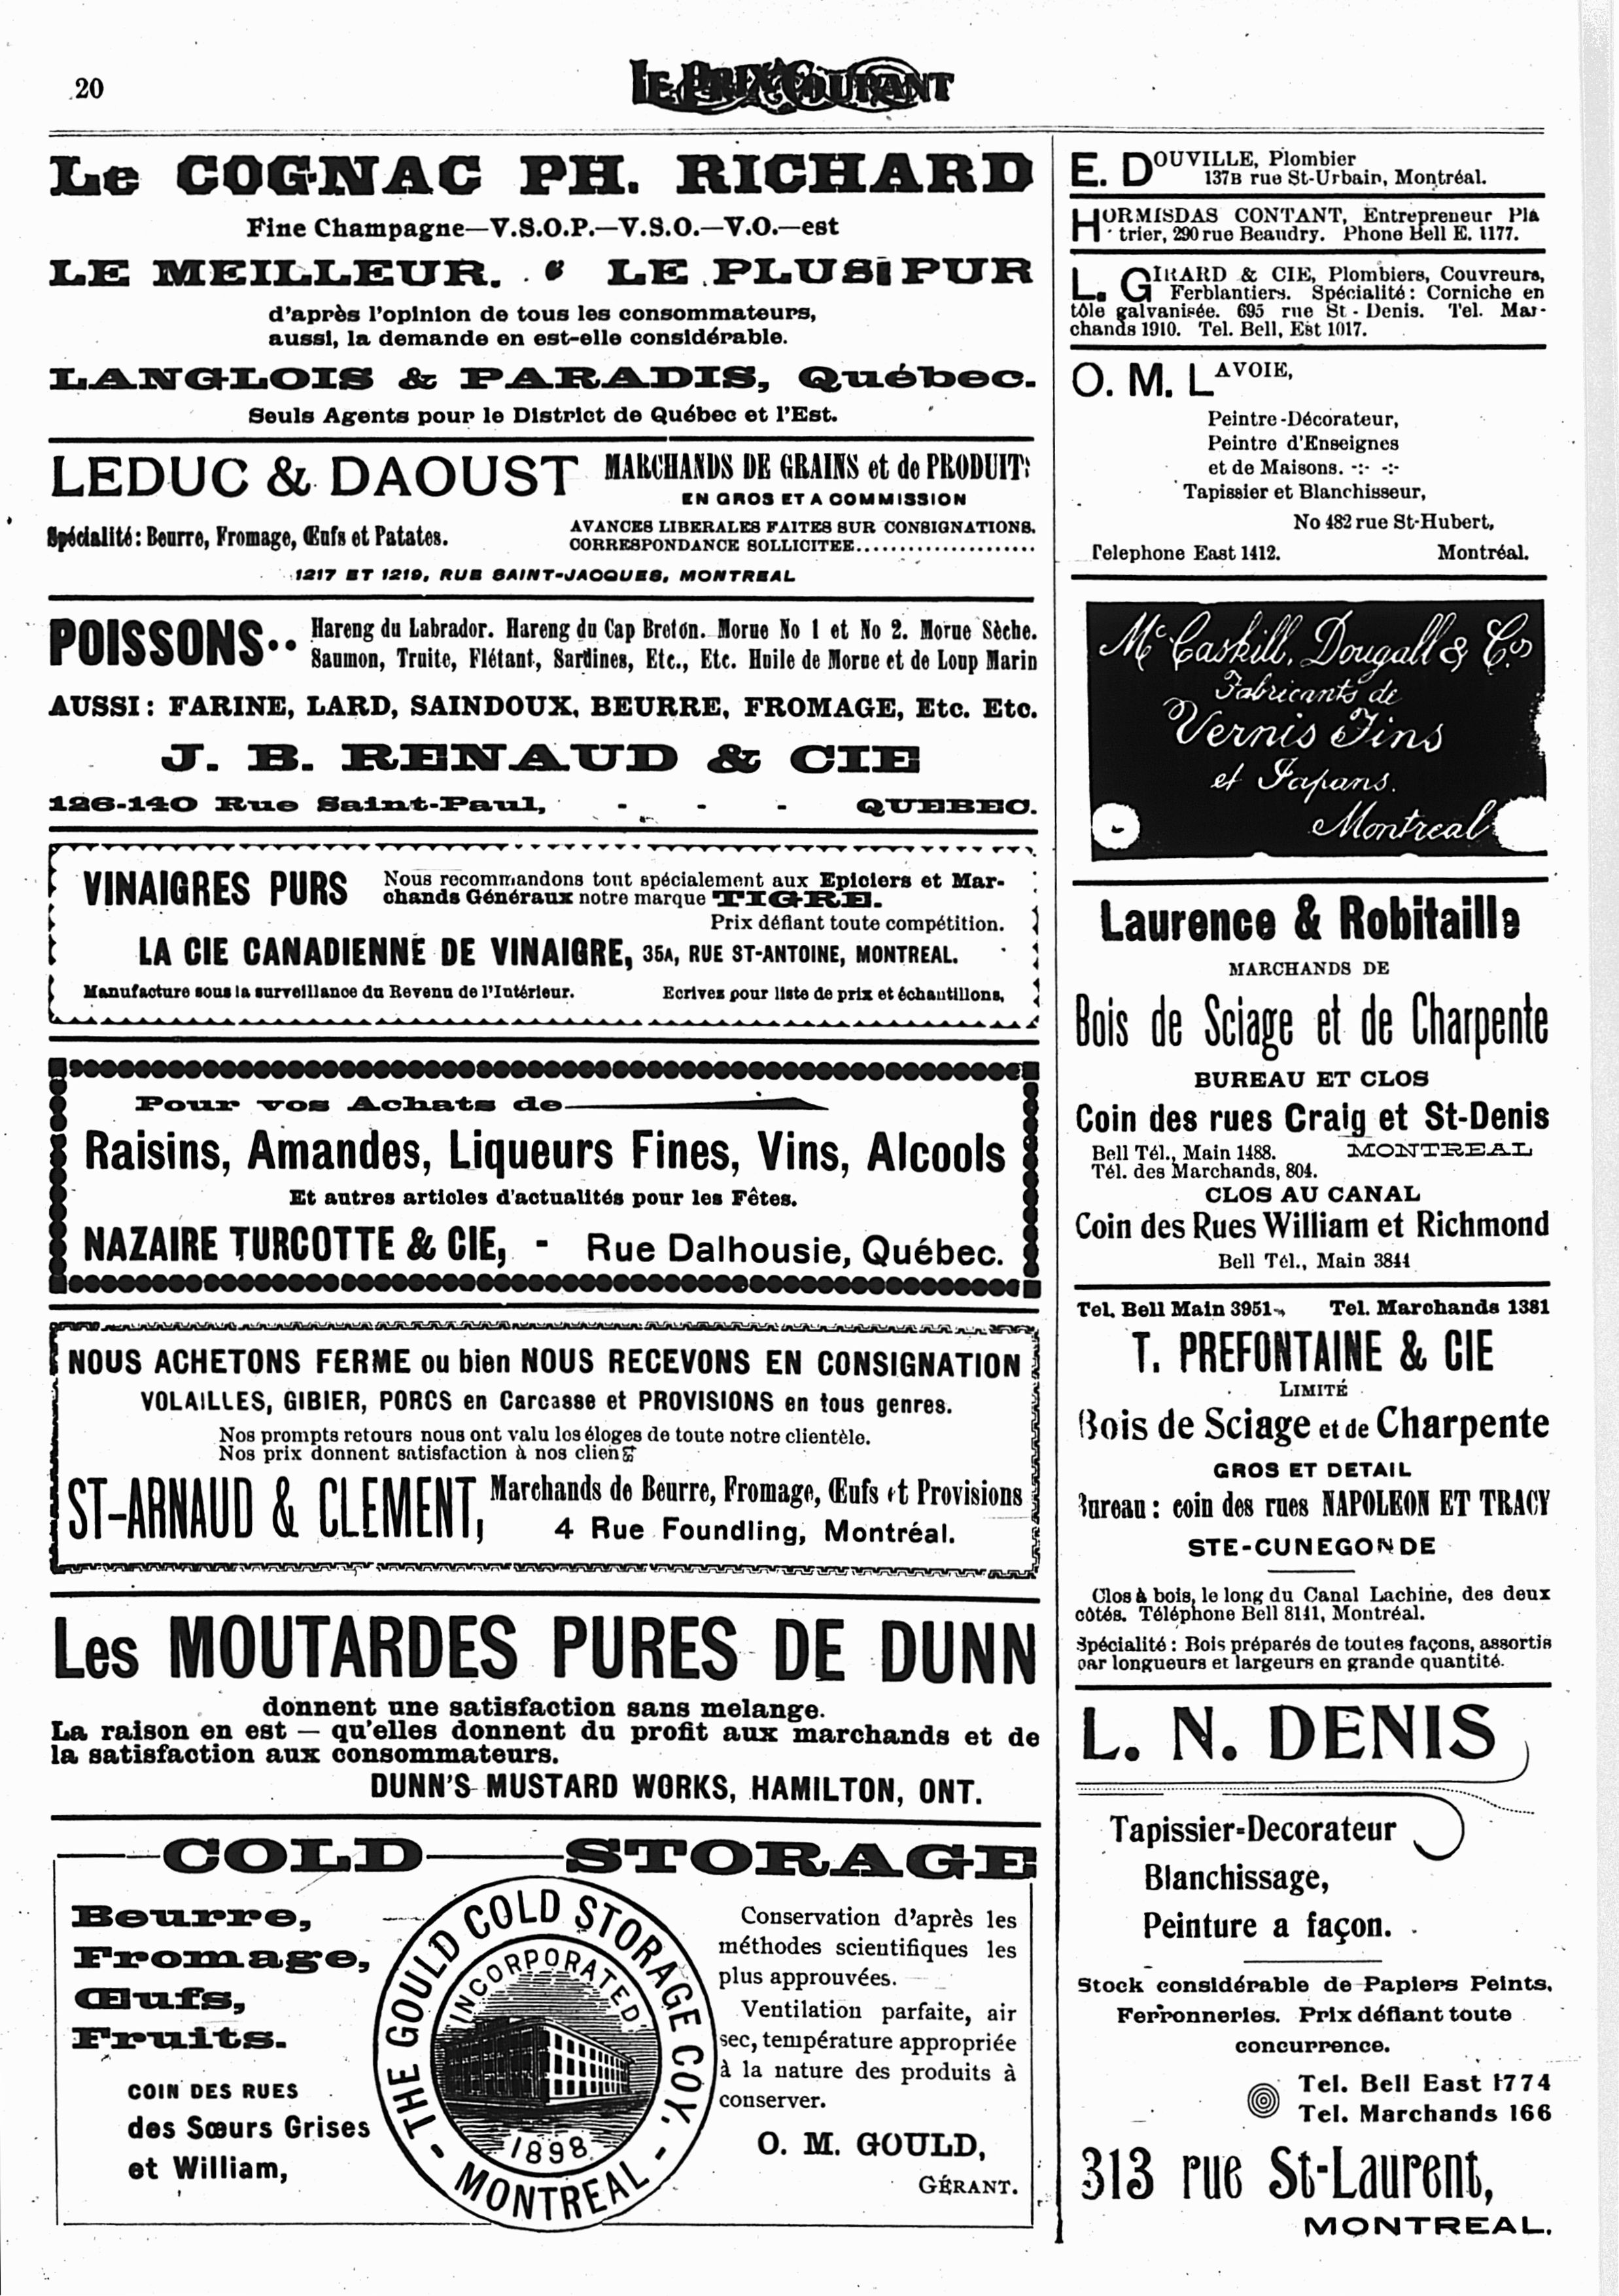 20
LE PRIX COURANT
Le COGNAC PH. RICHARD
Fine Champagne—V.S.O.P.—V.S.O.—V.O.—est
LE MEILLEUR. LE PLUS PUR
d'après l'opinion de tous les consommateurs,
aussi, la demande en est-elle considérable.
LANGLOIS & PARADIS, Québec.
Seuls Agents pour le District de Québec et l'Est.
LEDUC & DAOUST MARCHANDS DE GRAINS et de PRODUITS
EN GROS ET A COMMISSION
Spécialité: Beurre, Fromage, Œufs et Patates.
AVANCES LIBERALES FAITES SUR CONSIGNATIONS.
CORRESPONDANCE SOLLICITEE.....................
1217 ET 1219, RUE SAINT-JACQUES, MONTREAL
POISSONS.. Hareng du Labrador. Hareng du Cap Breton. Morue No 1 et No 2. Morue Sèche.
Saumon, Truite, Flétant, Sardines, Etc., Etc. Huile de Morue et de Loup Marin
AUSSI: FARINE, LARD, SAINDOUX, BEURRE, FROMAGE, Etc. Etc.
J. B. RENAUD & CIE
126-140 Rue Saint-Paul, - - - QUEBEC.
VINAIGRES PURS Nous recommandons tout spécialement aux Epiciers et Mar-
chands Généraux notre marque TIGRE.
Prix défiant toute compétition.
LA CIE CANADIENNE DE VINAIGRE, 35A, RUE ST-ANTOINE, MONTREAL.
Manufacture sous la surveillance du Revenu de l'Intérieur. Ecrivez pour liste de prix et échantillons,
Pour vos Achats de
Raisins, Amandes, Liqueurs Fines, Vins, Alcools
Et autres articles d'actualités pour les Fêtes.
NAZAIRE TURCOTTE & CIE, - Rue Dalhousie, Québec.
NOUS ACHETONS FERME ou bien NOUS RECEVONS EN CONSIGNATION
VOLAILLES, GIBIER, PORCS en Carcasse et PROVISIONS en tous genres.
Nos prompts retours nous ont valu les éloges de toute notre clientèle.
Nos prix donnent satisfaction à nos clients
ST-ARNAUD & CLEMENT, Marchands de Beurre, Fromage, Œufs et Provisions
4 Rue Foundling, Montréal.
Les MOUTARDES PURES DE DUNN
donnent une satisfaction sans melange.
La raison en est — qu'elles donnent du profit aux marchands et de
la satisfaction aux consommateurs.
DUNN'S MUSTARD WORKS, HAMILTON, ONT.
COLD STORAGE
Beurre,
Fromage,
Œufs,
Fruits.
COIN DES RUES
des Sœurs Grises
et William,
THE GOULD COLD STORAGE COY.
INCORPORATED
1898
- MONTREAL -
Conservation d'après les
méthodes scientifiques les
plus approuvées.
Ventilation parfaite, air
sec, température appropriée
à la nature des produits à
conserver.
O. M. GOULD,
GÉRANT.
E. DOUVILLE, Plombier
137B rue St-Urbain, Montréal.
HORMISDAS CONTANT, Entrepreneur Plâ
trier, 290 rue Beaudry. Phone Bell E. 1177.
L. GIRARD & CIE, Plombiers, Couvreurs,
Ferblantiers. Spécialité: Corniche en
tôle galvanisée. 695 rue St-Denis. Tel. Mar-
chands 1910. Tel. Bell, Est 1017.
O. M. LAVOIE,
Peintre-Décorateur,
Peintre d'Enseignes
et de Maisons. -:- -:-
Tapissier et Blanchisseur,
No 482 rue St-Hubert,
Telephone East 1412. Montréal.
McCaskill, Dougall & Co
Fabricants de
Vernis Fins
et Japans.
Montreal
Laurence & Robitaille
MARCHANDS DE
Bois de Sciage et de Charpente
BUREAU ET CLOS
Coin des rues Craig et St-Denis
Bell Tél., Main 1488. MONTREAL
Tél. des Marchands, 804.
CLOS AU CANAL
Coin des Rues William et Richmond
Bell Tél., Main 3844
Tel. Bell Main 3951. Tel. Marchands 1381
T. PREFONTAINE & CIE
LIMITÉ
Bois de Sciage et de Charpente
GROS ET DETAIL
Bureau: coin des rues NAPOLEON ET TRACY
STE-CUNEGONDE
Clos à bois, le long du Canal Lachine, des deux
côtés. Téléphone Bell 8141, Montréal.
Spécialité: Bois préparés de toutes façons, assortis
par longueurs et largeurs en grande quantité.
L. N. DENIS
Tapissier-Decorateur
Blanchissage,
Peinture a façon.
Stock considérable de Papiers Peints,
Ferronneries. Prix défiant toute
concurrence.
Tel. Bell East 1774
Tel. Marchands 166
313 rue St-Laurent,
MONTREAL.